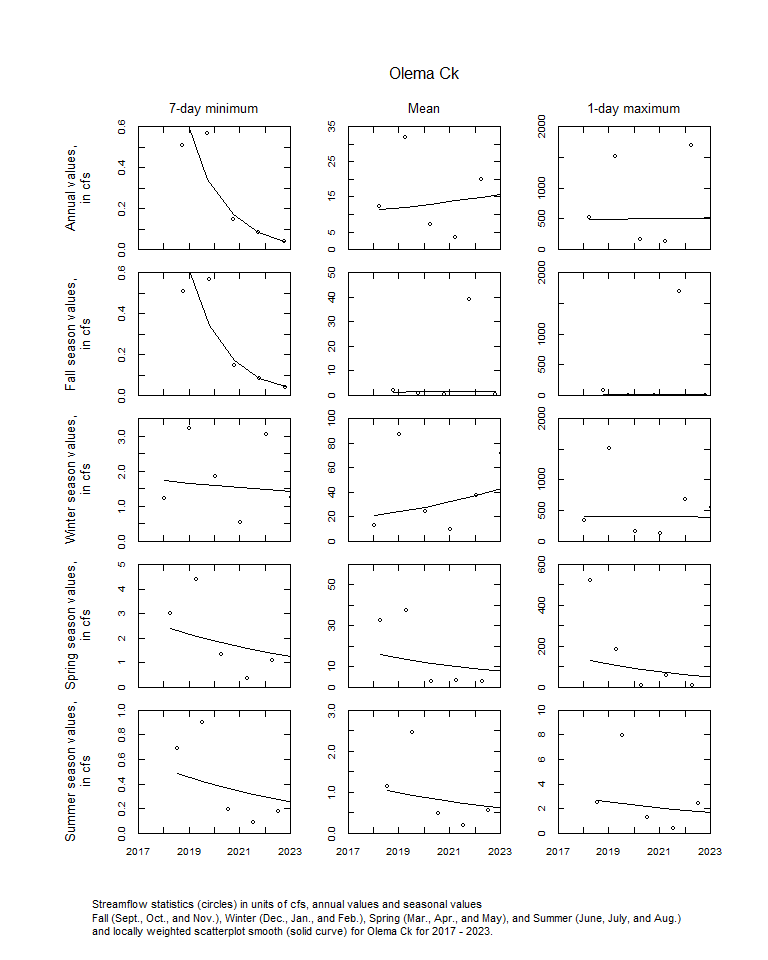 Olema Ck
7-day minimum
Mean
1-day maximum
Annual values,
in cfs
0.0 0.2 0.4 0.6
0 5 15 25 35
0 500 1000 2000
Fall season values,
in cfs
0.0 0.2 0.4 0.6
0 10 20 30 40 50
0 500 1000 2000
Winter season values,
in cfs
0.0 1.0 2.0 3.0
0 20 40 60 80 100
0 500 1000 2000
Spring season values,
in cfs
0 1 2 3 4 5
0 10 30 50
0 200 400 600
Summer season values,
in cfs
0.0 0.2 0.4 0.6 0.8 1.0
0.0 1.0 2.0 3.0
0 2 4 6 8 10
2017 2019 2021 2023
2017 2019 2021 2023
2017 2019 2021 2023
Streamflow statistics (circles) in units of cfs, annual values and seasonal values
Fall (Sept., Oct., and Nov.), Winter (Dec., Jan., and Feb.), Spring (Mar., Apr., and May), and Summer (June, July, and Aug.)
and locally weighted scatterplot smooth (solid curve) for Olema Ck for 2017 - 2023.